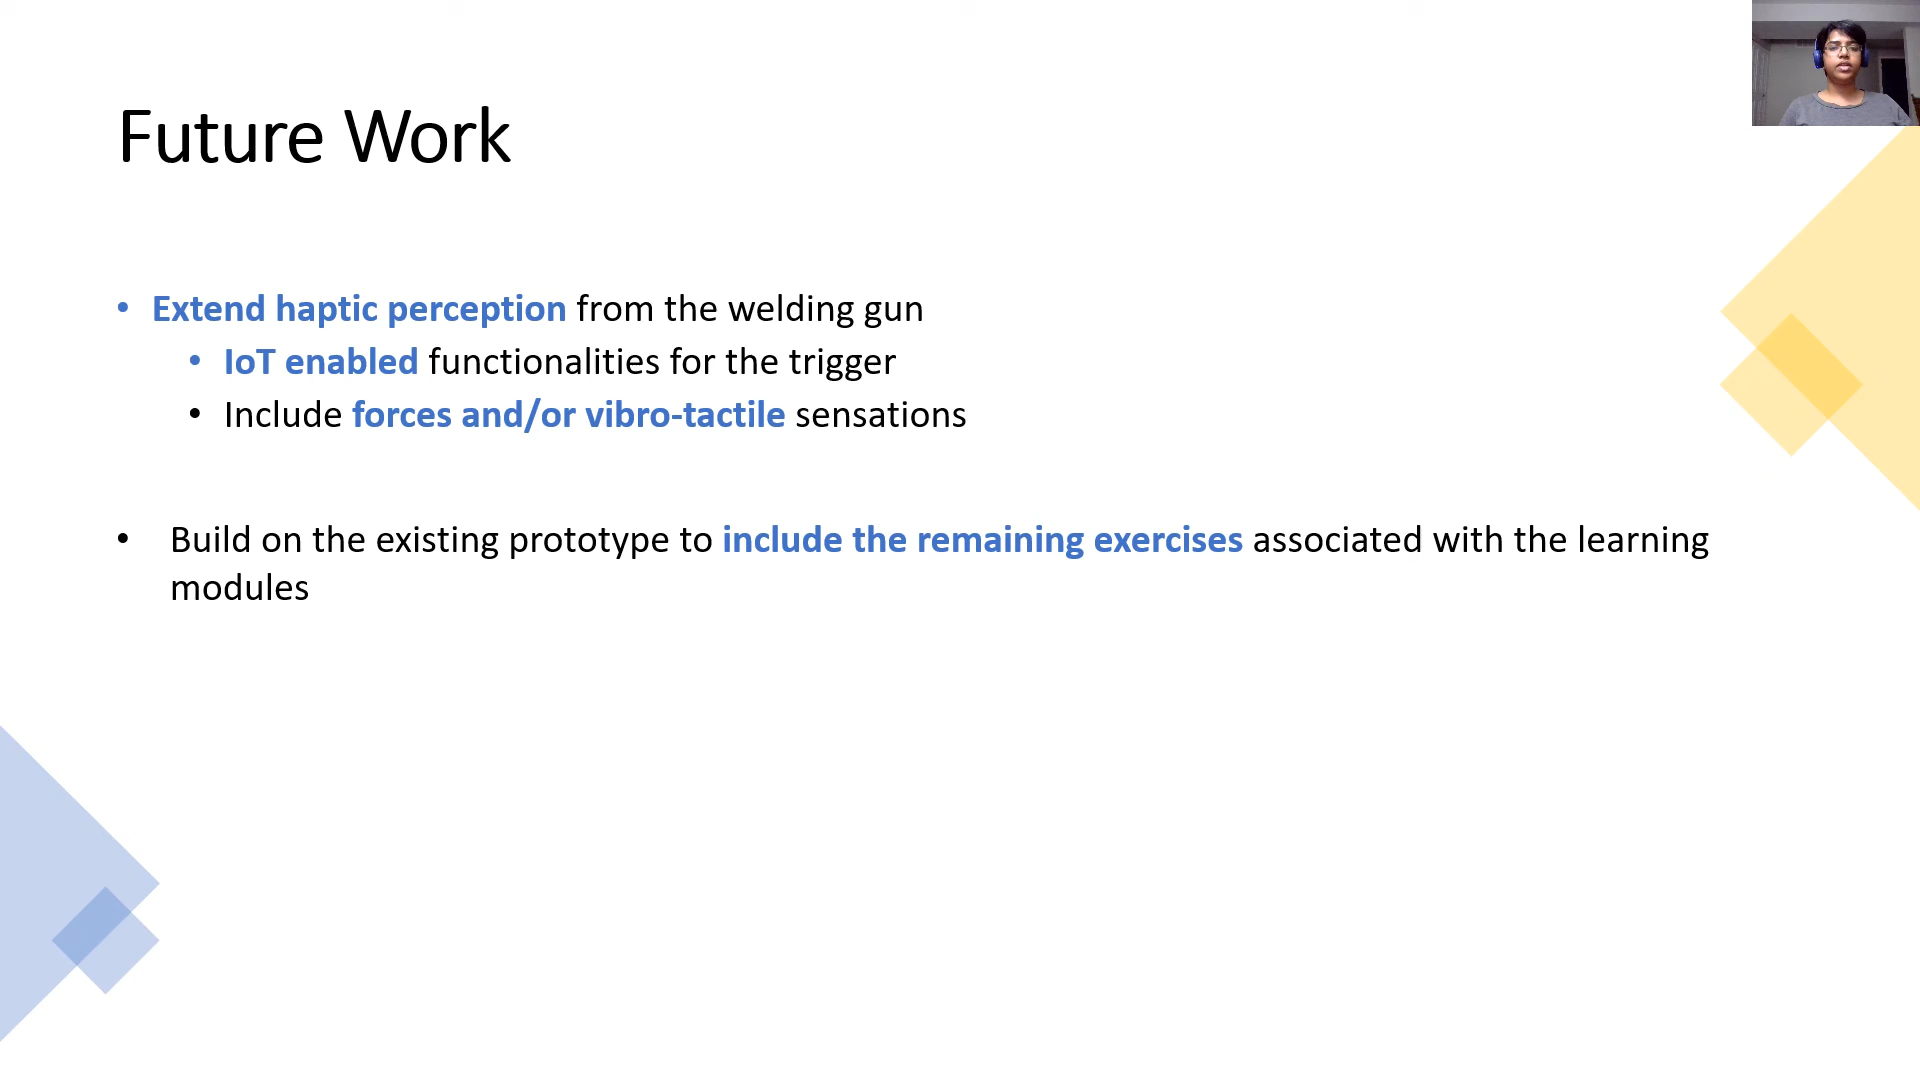 Future Work
• Extend haptic perception from the welding gun
• IoT enabled functionalities for the trigger
• Include forces and/or vibro-tactile sensations
• Build on the existing prototype to include the remaining exercises associated with the learning
modules